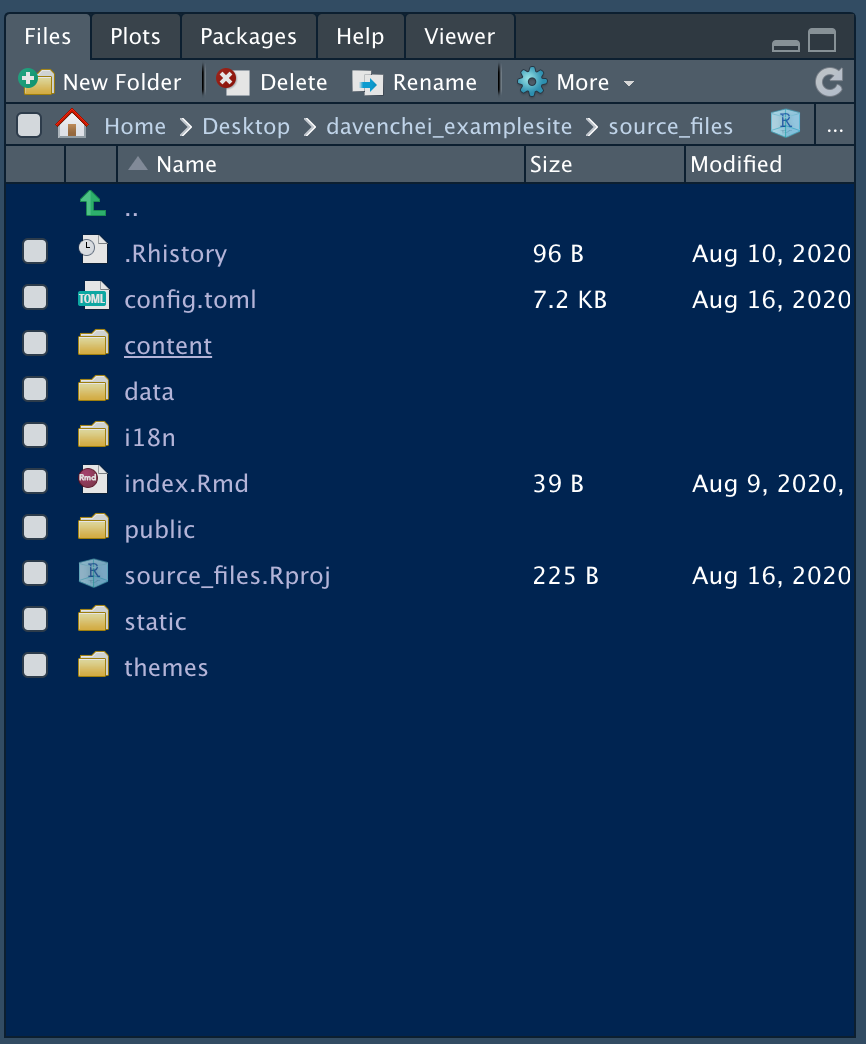 Files Plots Packages Help Viewer
New Folder Delete Rename More
Home Desktop davenchei_examplesite source_files R ...
Name Size Modified
..
.Rhistory 96 B Aug 10, 2020
TOML config.toml 7.2 KB Aug 16, 2020
content
data
i18n
Rmd index.Rmd 39 B Aug 9, 2020,
public
R source_files.Rproj 225 B Aug 16, 2020
static
themes